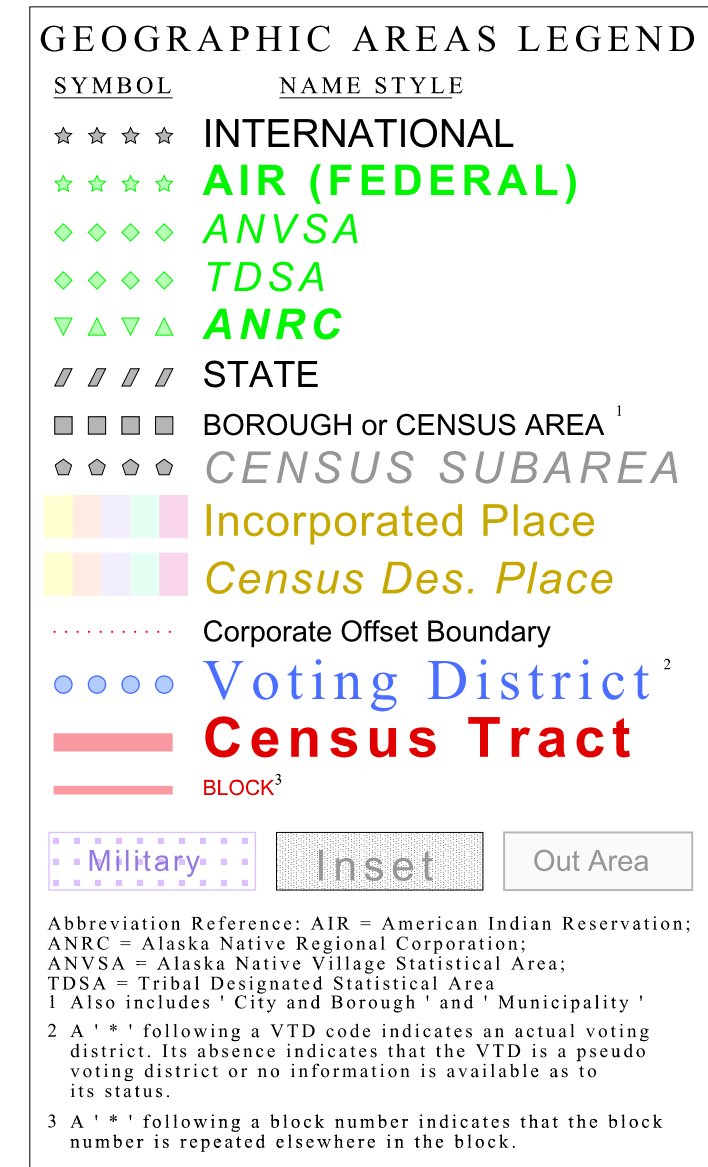 GEOGRAPHIC AREAS LEGEND
SYMBOL NAME STYLE
INTERNATIONAL
AIR (FEDERAL)
ANVSA
TDSA
ANRC
STATE
BOROUGH or CENSUS AREA 1
CENSUS SUBAREA
Incorporated Place
Census Des. Place
Corporate Offset Boundary
Voting District 2
Census Tract
BLOCK3
Military Inset Out Area
Abbreviation Reference: AIR = American Indian Reservation;
ANRC = Alaska Native Regional Corporation;
ANVSA = Alaska Native Village Statistical Area;
TDSA = Tribal Designated Statistical Area
1 Also includes ' City and Borough ' and ' Municipality '
2 A ' * ' following a VTD code indicates an actual voting
district. Its absence indicates that the VTD is a pseudo
voting district or no information is available as to
its status.
3 A ' * ' following a block number indicates that the block
number is repeated elsewhere in the block.